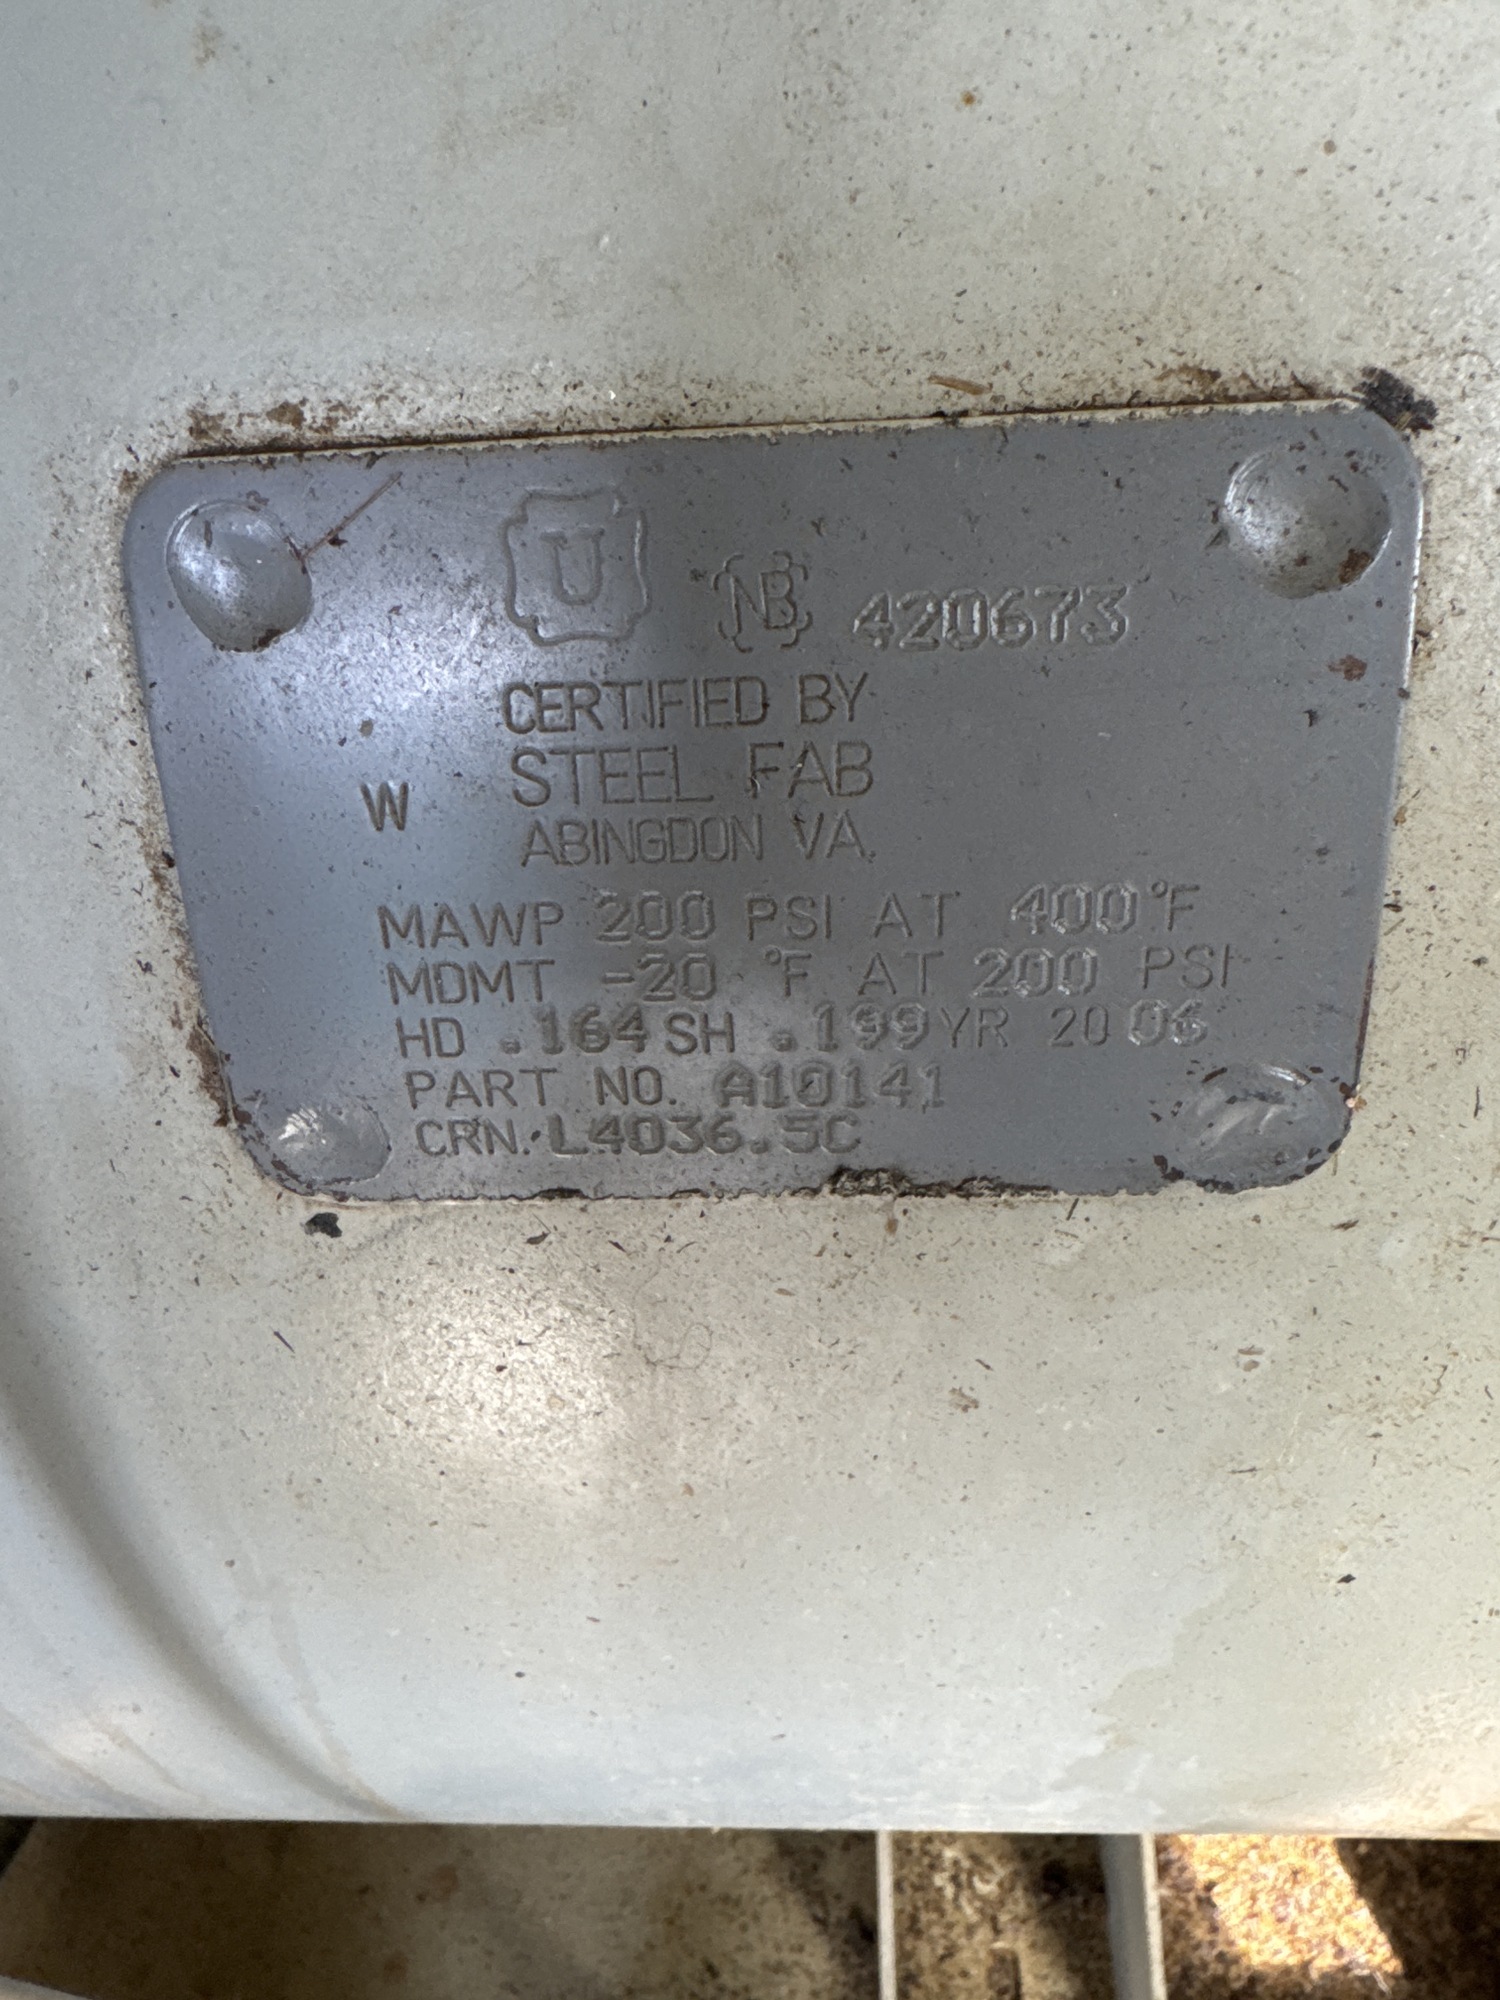 U NB 420673
CERTIFIED BY
STEEL FAB
W
ABINGDON VA.
MAWP 200 PSI AT 400°F
MDMT -20 °F AT 200 PSI
HD .164 SH .199 YR 2006
PART NO. A10141
CRN. L4036.5C